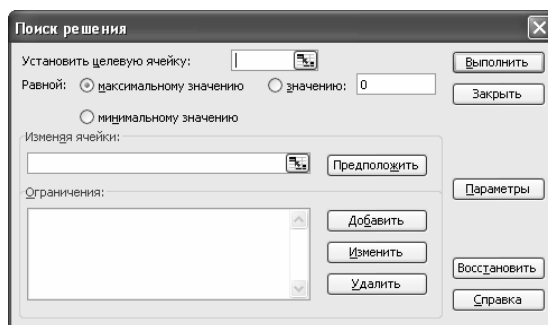 Поиск решения
Установить целевую ячейку:
Выполнить
Равной:
максимальному значению
значению:
0
Закрыть
минимальному значению
Изменяя ячейки:
Предположить
Параметры
Ограничения:
Добавить
Изменить
Удалить
Восстановить
Справка